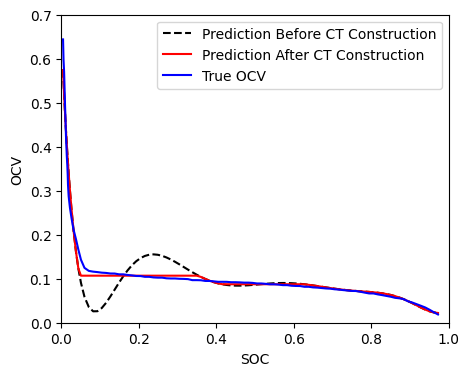 0.7
0.6
0.5
0.4
0.3
0.2
0.1
0.0
OCV
Prediction Before CT Construction
Prediction After CT Construction
True OCV
0.0 0.2 0.4 0.6 0.8 1.0
SOC